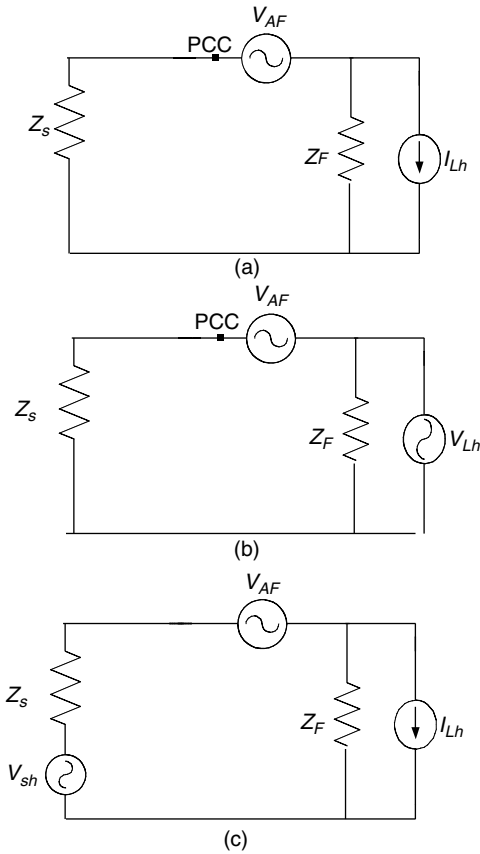 V_AF
PCC
Z_s
Z_F
I_Lh
(a)
V_AF
PCC
Z_s
Z_F
V_Lh
(b)
V_AF
Z_s
Z_F
I_Lh
V_sh
(c)